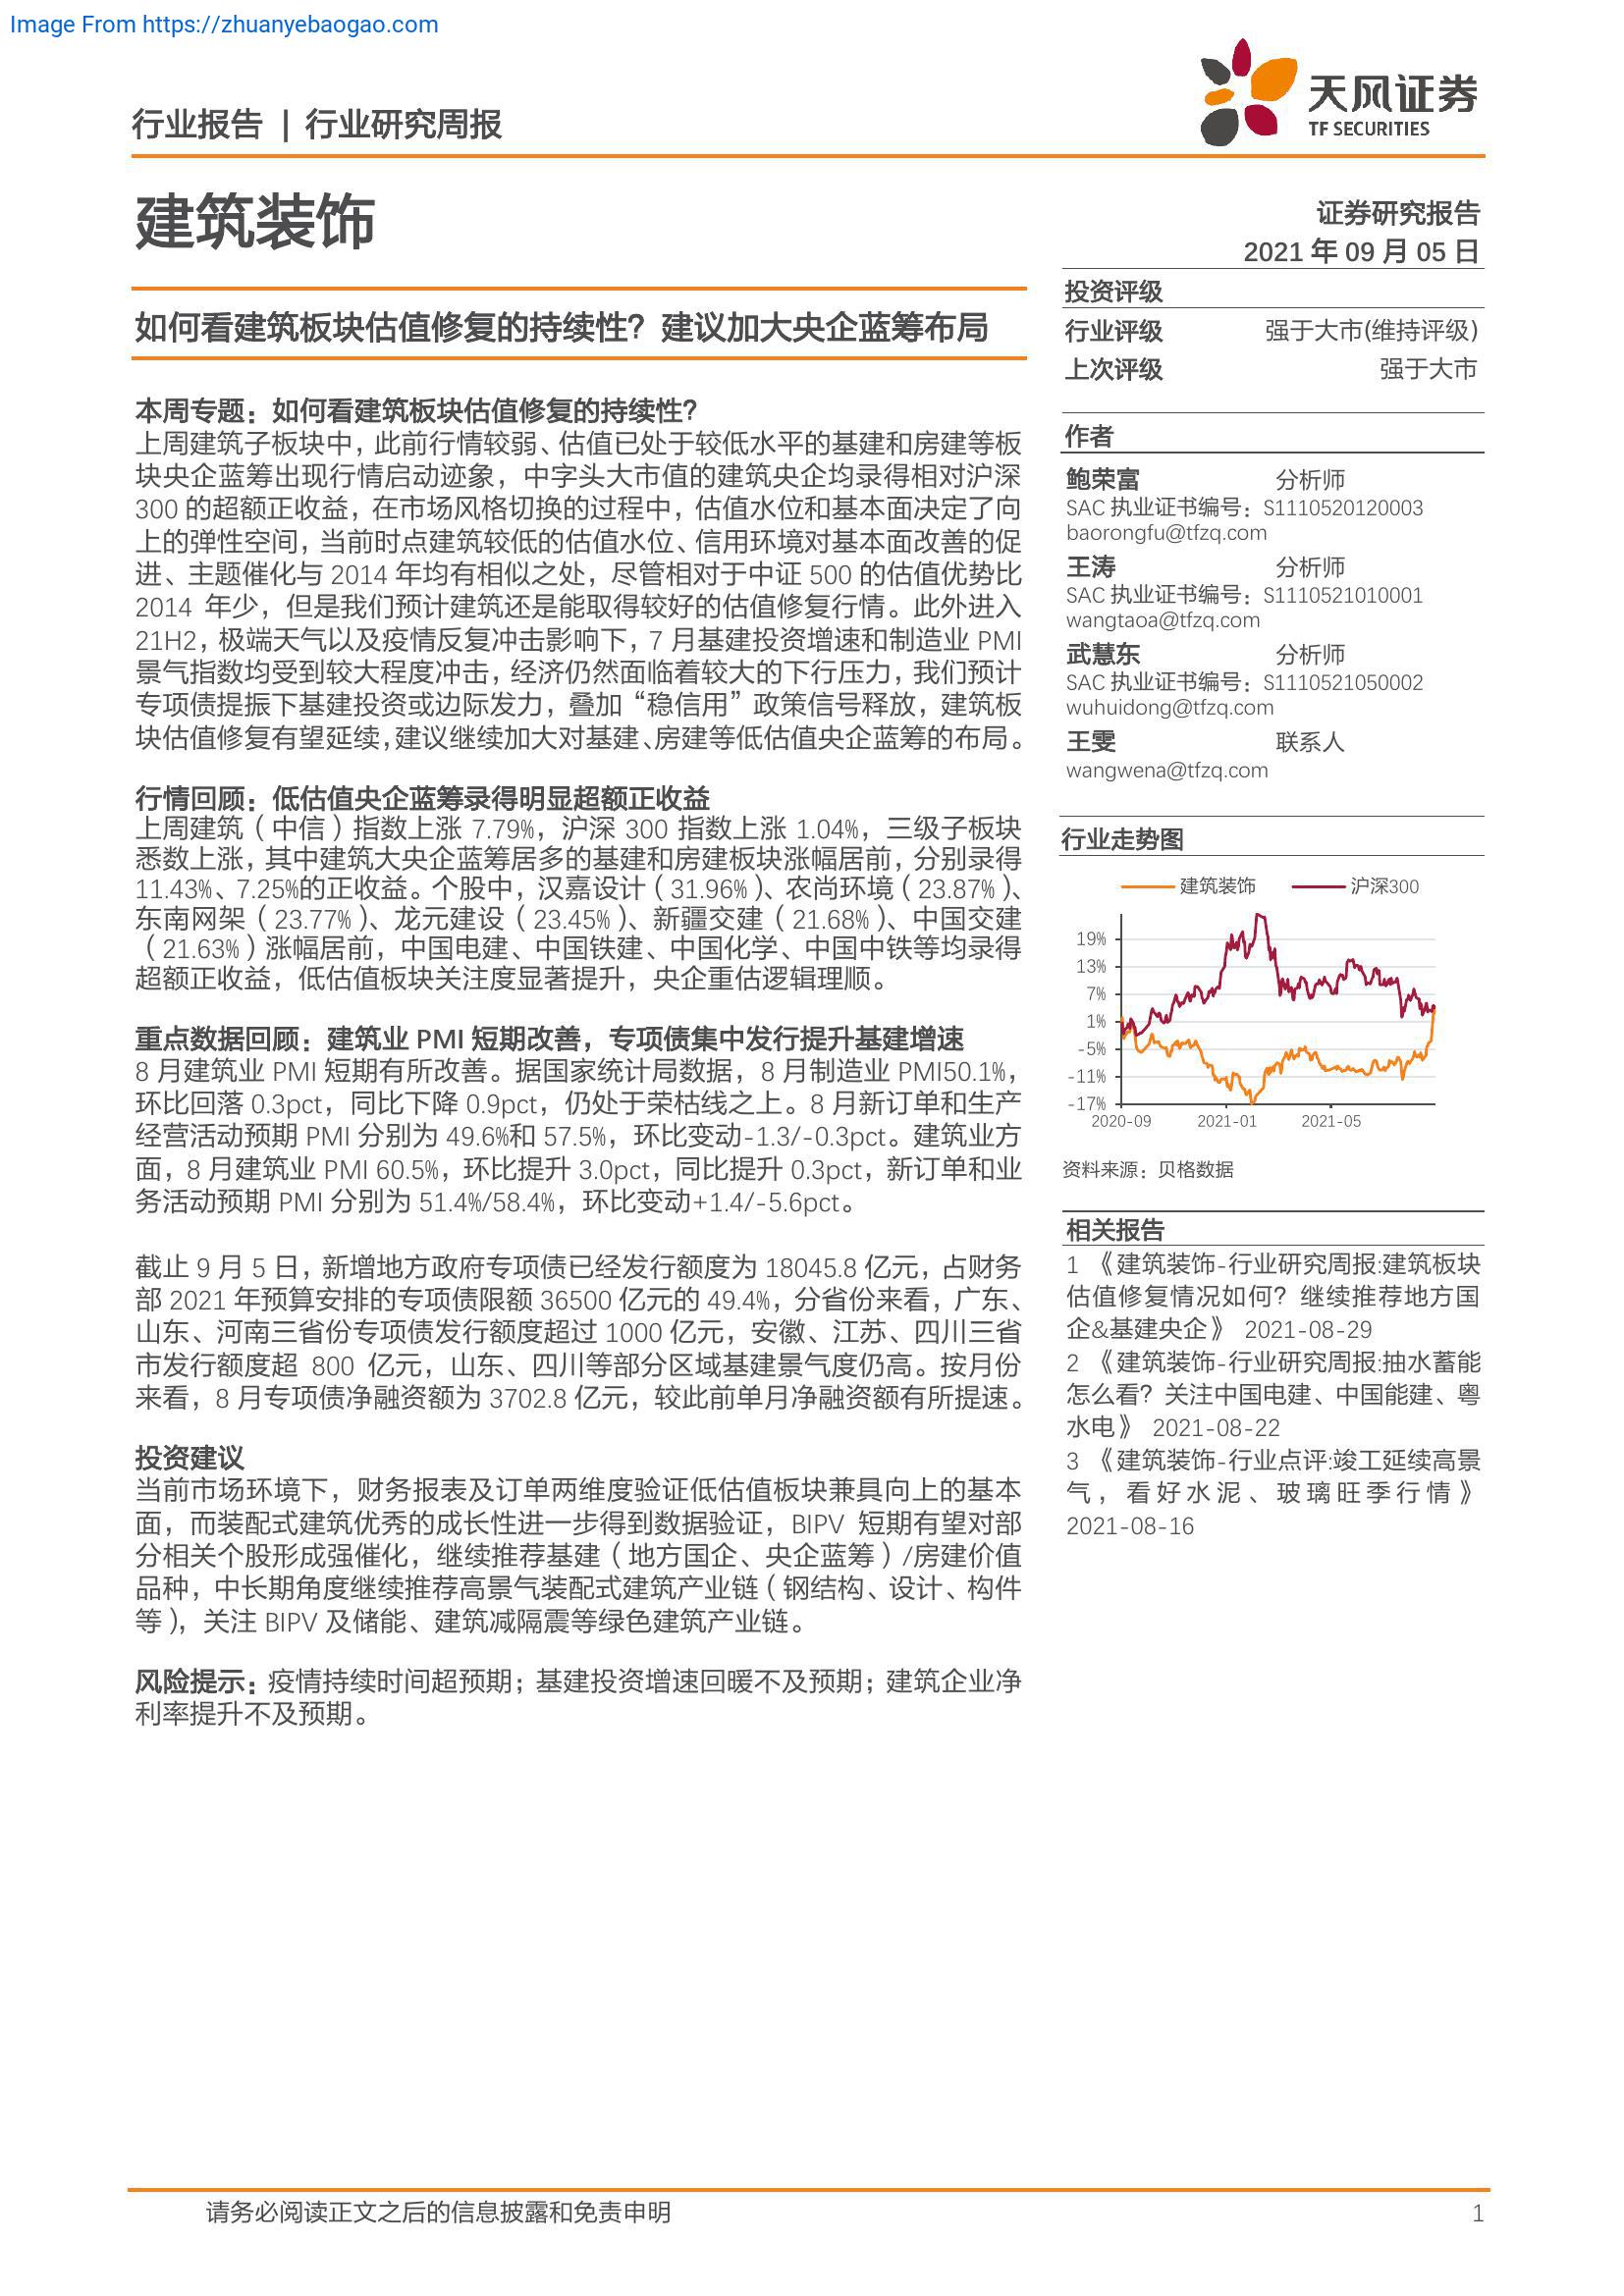 Image From https://zhuanyebaogao.com
行业报告 | 行业研究周报
天风证券
TF SECURITIES
建筑装饰
证券研究报告
2021 年 09 月 05 日
如何看建筑板块估值修复的持续性？建议加大央企蓝筹布局
本周专题：如何看建筑板块估值修复的持续性？
上周建筑子板块中，此前行情较弱、估值已处于较低水平的基建和房建等板
块央企蓝筹出现行情启动迹象，中字头大市值的建筑央企均录得相对沪深
300 的超额正收益，在市场风格切换的过程中，估值水位和基本面决定了向
上的弹性空间，当前时点建筑较低的估值水位、信用环境对基本面改善的促
进、主题催化与 2014 年均有相似之处，尽管相对于中证 500 的估值优势比
2014 年少，但是我们预计建筑还是能取得较好的估值修复行情。此外进入
21H2，极端天气以及疫情反复冲击影响下，7 月基建投资增速和制造业 PMI
景气指数均受到较大程度冲击，经济仍然面临着较大的下行压力，我们预计
专项债提振下基建投资或边际发力，叠加“稳信用”政策信号释放，建筑板
块估值修复有望延续，建议继续加大对基建、房建等低估值央企蓝筹的布局。
行情回顾：低估值央企蓝筹录得明显超额正收益
上周建筑（中信）指数上涨 7.79%，沪深 300 指数上涨 1.04%，三级子板块
悉数上涨，其中建筑大央企蓝筹居多的基建和房建板块涨幅居前，分别录得
11.43%、7.25%的正收益。个股中，汉嘉设计（31.96%）、农尚环境（23.87%）、
东南网架（23.77%）、龙元建设（23.45%）、新疆交建（21.68%）、中国交建
（21.63%）涨幅居前，中国电建、中国铁建、中国化学、中国中铁等均录得
超额正收益，低估值板块关注度显著提升，央企重估逻辑理顺。
重点数据回顾：建筑业 PMI 短期改善，专项债集中发行提升基建增速
8 月建筑业 PMI 短期有所改善。据国家统计局数据，8 月制造业 PMI50.1%，
环比回落 0.3pct，同比下降 0.9pct，仍处于荣枯线之上。8 月新订单和生产
经营活动预期 PMI 分别为 49.6%和 57.5%，环比变动-1.3/-0.3pct。建筑业方
面，8 月建筑业 PMI 60.5%，环比提升 3.0pct，同比提升 0.3pct，新订单和业
务活动预期 PMI 分别为 51.4%/58.4%，环比变动+1.4/-5.6pct。
截止 9 月 5 日，新增地方政府专项债已经发行额度为 18045.8 亿元，占财务
部 2021 年预算安排的专项债限额 36500 亿元的 49.4%，分省份来看，广东、
山东、河南三省份专项债发行额度超过 1000 亿元，安徽、江苏、四川三省
市发行额度超 800 亿元，山东、四川等部分区域基建景气度仍高。按月份
来看，8 月专项债净融资额为 3702.8 亿元，较此前单月净融资额有所提速。
投资建议
当前市场环境下，财务报表及订单两维度验证低估值板块兼具向上的基本
面，而装配式建筑优秀的成长性进一步得到数据验证，BIPV 短期有望对部
分相关个股形成强催化，继续推荐基建（地方国企、央企蓝筹）/房建价值
品种，中长期角度继续推荐高景气装配式建筑产业链（钢结构、设计、构件
等），关注 BIPV 及储能、建筑减隔震等绿色建筑产业链。
风险提示：疫情持续时间超预期；基建投资增速回暖不及预期；建筑企业净
利率提升不及预期。
投资评级
行业评级 强于大市(维持评级)
上次评级 强于大市
作者
鲍荣富 分析师
SAC 执业证书编号：S1110520120003
baorongfu@tfzq.com
王涛 分析师
SAC 执业证书编号：S1110521010001
wangtaoa@tfzq.com
武慧东 分析师
SAC 执业证书编号：S1110521050002
wuhuidong@tfzq.com
王雯 联系人
wangwena@tfzq.com
行业走势图
建筑装饰 沪深300
19%
13%
7%
1%
-5%
-11%
-17%
2020-09 2021-01 2021-05
资料来源：贝格数据
相关报告
1 《建筑装饰-行业研究周报:建筑板块
估值修复情况如何？继续推荐地方国
企&基建央企》 2021-08-29
2 《建筑装饰-行业研究周报:抽水蓄能
怎么看？关注中国电建、中国能建、粤
水电》 2021-08-22
3 《建筑装饰-行业点评:竣工延续高景
气，看好水泥、玻璃旺季行情》
2021-08-16
请务必阅读正文之后的信息披露和免责申明 1